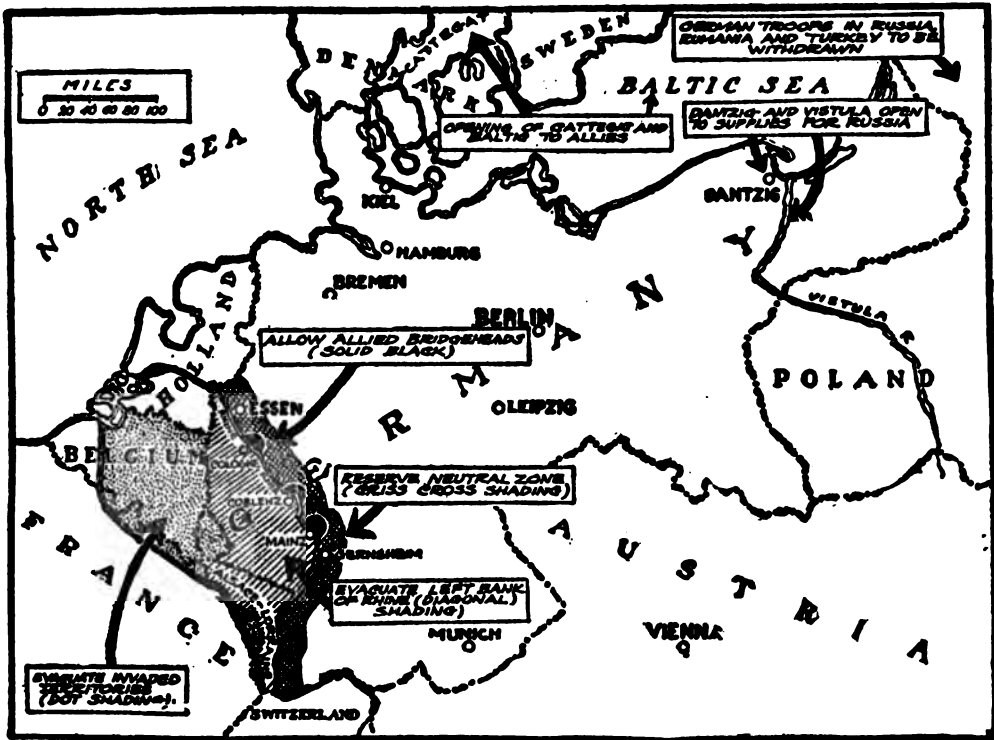 GERMAN TROOPS IN RUSSIA,
RUMANIA AND TURKEY TO BE
WITHDRAWN
MILES
0 20 40 60 80 100
DENMARK
CATTEGAT
SWEDEN
BALTIC SEA
OPENING OF CATTEGAT AND
BALTIC TO ALLIES
DANTZIG AND VISTULA OPEN
TO SUPPLIES FOR RUSSIA
NORTH SEA
KIEL
DANTZIG
HAMBURG
BREMEN
HOLLAND
BERLIN
VISTULA R.
ALLOW ALLIED BRIDGEHEADS
(SOLID BLACK)
GERMANY
POLAND
ESSEN
LEIPZIG
BELGIUM
COLOGNE
RESERVE NEUTRAL ZONE
(CRISS CROSS SHADING)
COBLENZ
MAINZ
GERNSHEIM
FRANCE
AUSTRIA
EVACUATE LEFT BANK
OF RHINE (DIAGONAL)
SHADING)
MUNICH
VIENNA
EVACUATE INVADED
TERRITORIES
(DOT SHADING).
SWITZERLAND